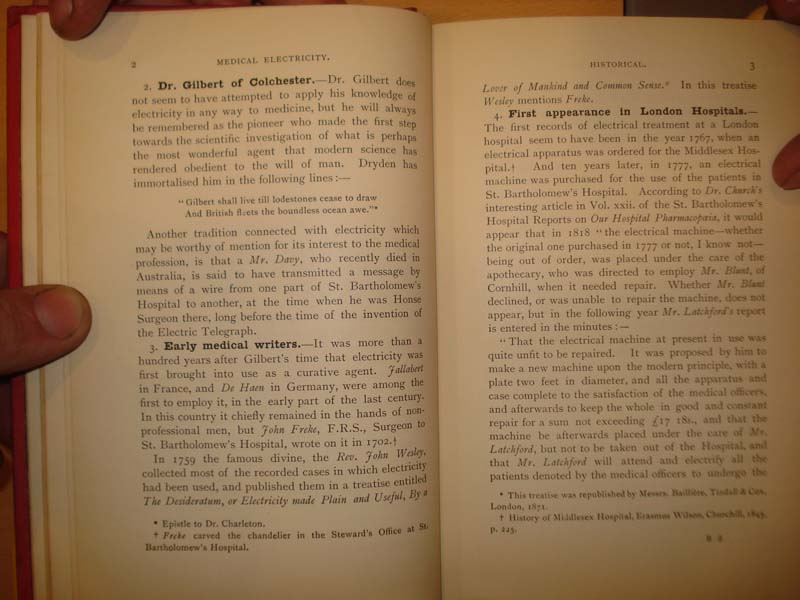 2
MEDICAL ELECTRICITY.
2. Dr. Gilbert of Colchester.—Dr. Gilbert does
not seem to have attempted to apply his knowledge of
electricity in any way to medicine, but he will always
be remembered as the pioneer who made the first step
towards the scientific investigation of what is perhaps
the most wonderful agent that modern science has
rendered obedient to the will of man. Dryden has
immortalised him in the following lines:—
"Gilbert shall live till lodestones cease to draw
And British fleets the boundless ocean awe."*
Another tradition connected with electricity which
may be worthy of mention for its interest to the medical
profession, is that a Mr. Davy, who recently died in
Australia, is said to have transmitted a message by
means of a wire from one part of St. Bartholomew's
Hospital to another, at the time when he was Honse
Surgeon there, long before the time of the invention of
the Electric Telegraph.
3. Early medical writers.—It was more than a
hundred years after Gilbert's time that electricity was
first brought into use as a curative agent. Jallabert
in France, and De Haen in Germany, were among the
first to employ it, in the early part of the last century.
In this country it chiefly remained in the hands of non-
professional men, but John Freke, F.R.S., Surgeon to
St. Bartholomew's Hospital, wrote on it in 1702.†
In 1759 the famous divine, the Rev. John Wesley,
collected most of the recorded cases in which electricity
had been used, and published them in a treatise entitled
The Desideratum, or Electricity made Plain and Useful, By a
* Epistle to Dr. Charleton.
† Freke carved the chandelier in the Steward's Office at St.
Bartholomew's Hospital.
HISTORICAL.
3
Lover of Mankind and Common Sense.* In this treatise
Wesley mentions Freke.
4. First appearance in London Hospitals.—
The first records of electrical treatment at a London
hospital seem to have been in the year 1767, when an
electrical apparatus was ordered for the Middlesex Hos-
pital.† And ten years later, in 1777, an electrical
machine was purchased for the use of the patients in
St. Bartholomew's Hospital. According to Dr. Church's
interesting article in Vol. xxii. of the St. Bartholomew's
Hospital Reports on Our Hospital Pharmacopœia, it would
appear that in 1818 "the electrical machine—whether
the original one purchased in 1777 or not, I know not—
being out of order, was placed under the care of the
apothecary, who was directed to employ Mr. Blunt, of
Cornhill, when it needed repair. Whether Mr. Blunt
declined, or was unable to repair the machine, does not
appear, but in the following year Mr. Latchford's report
is entered in the minutes:—
"That the electrical machine at present in use was
quite unfit to be repaired. It was proposed by him to
make a new machine upon the modern principle, with a
plate two feet in diameter, and all the apparatus and
case complete to the satisfaction of the medical officers,
and afterwards to keep the whole in good and constant
repair for a sum not exceeding £17 18s., and that the
machine be afterwards placed under the care of Mr.
Latchford, but not to be taken out of the Hospital, and
that Mr. Latchford will attend and electrify all the
patients denoted by the medical officers to undergo the
* This treatise was republished by Messrs. Baillière, Tindall & Cox,
London, 1871.
† History of Middlesex Hospital, Erasmus Wilson, Churchill, 1845,
p. 225.
B 2